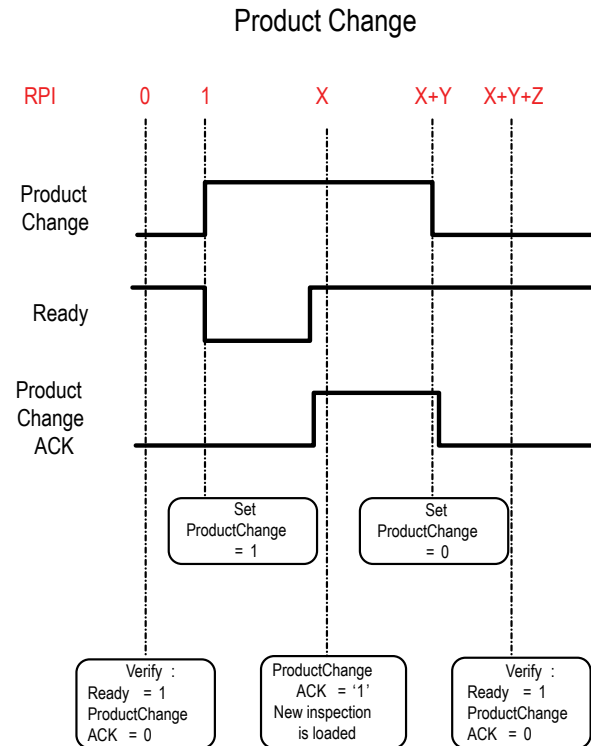 Product Change
RPI 0 1 X X+Y X+Y+Z
Product
Change
Ready
Product
Change
ACK
Set
ProductChange
= 1
Set
ProductChange
= 0
Verify :
Ready = 1
ProductChange
ACK = 0
ProductChange
ACK = ‘1’
New inspection
is loaded
Verify :
Ready = 1
ProductChange
ACK = 0